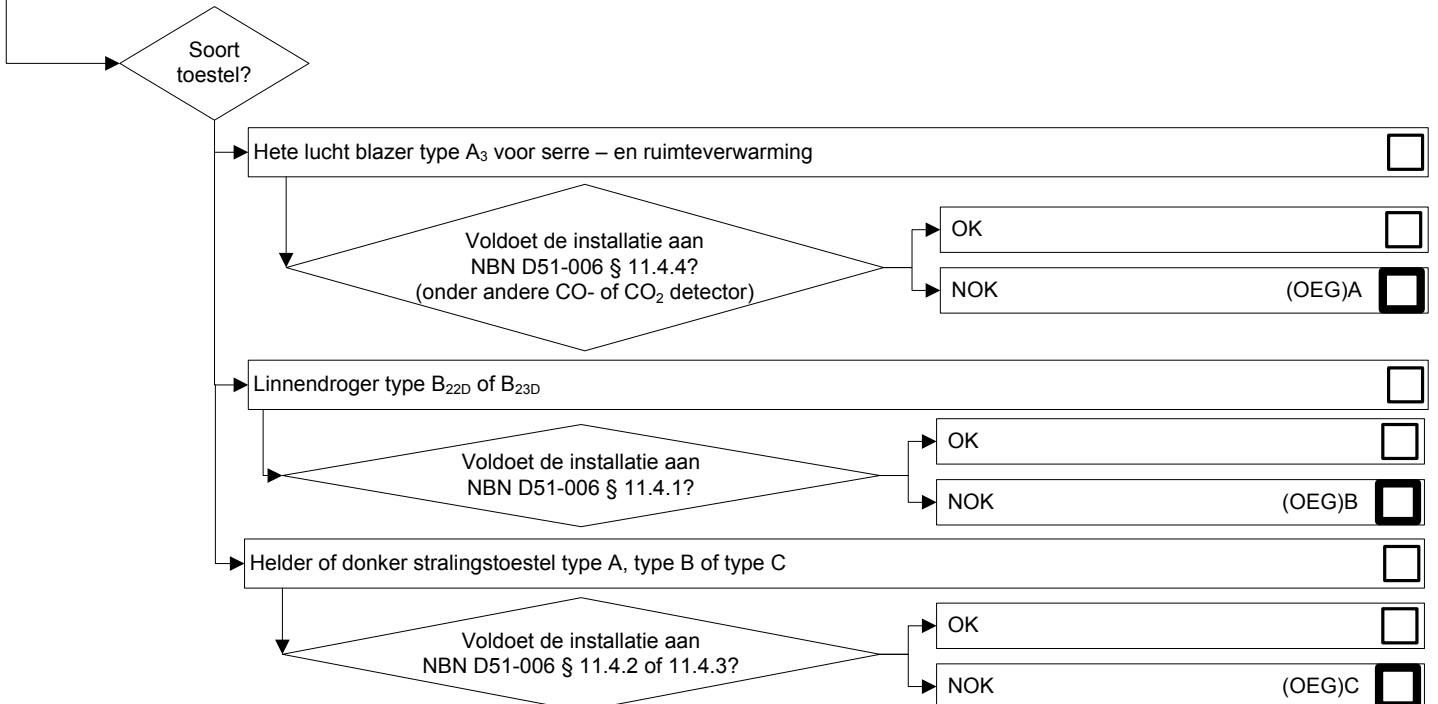 Soort
toestel?
Hete lucht blazer type A₃ voor serre – en ruimteverwarming
Voldoet de installatie aan
NBN D51-006 § 11.4.4?
(onder andere CO- of CO₂ detector)
OK
NOK (OEG)A
Linnendroger type B₂₂D of B₂₃D
Voldoet de installatie aan
NBN D51-006 § 11.4.1?
OK
NOK (OEG)B
Helder of donker stralingstoestel type A, type B of type C
Voldoet de installatie aan
NBN D51-006 § 11.4.2 of 11.4.3?
OK
NOK (OEG)C